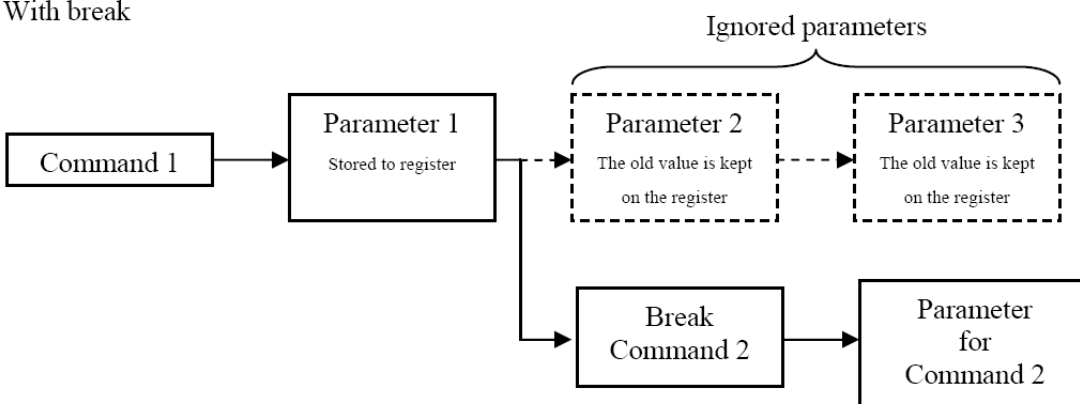 With break
Ignored parameters
Command 1
Parameter 1
Stored to register
Parameter 2
The old value is kept
on the register
Parameter 3
The old value is kept
on the register
Break
Command 2
Parameter
for
Command 2